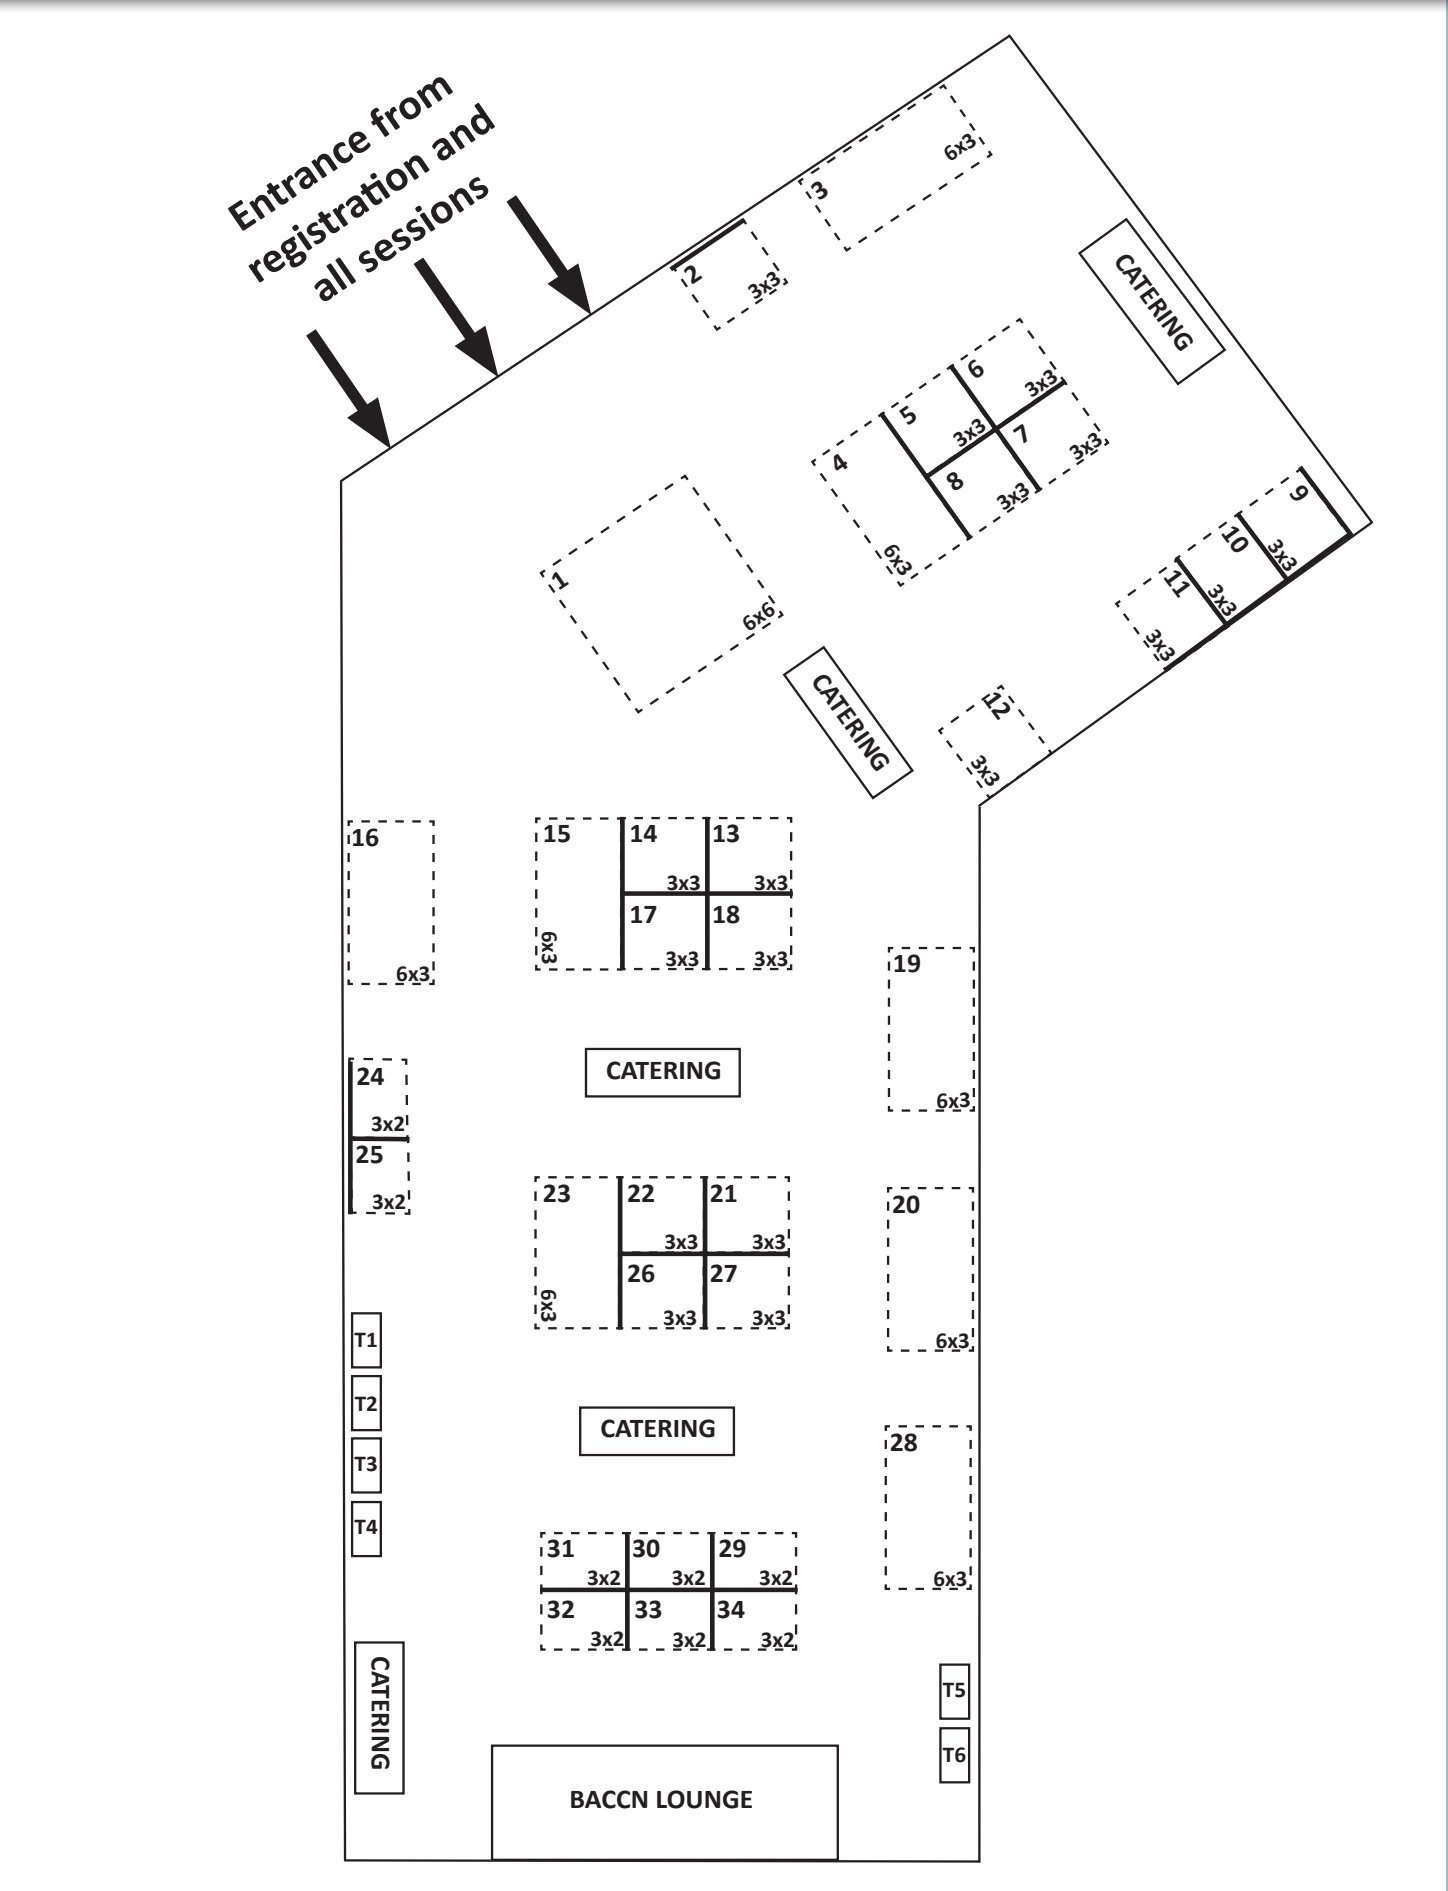 Entrance from
registration and
all sessions
3
6x3
2
3x3
CATERING
6
3x3
5
3x3
7
3x3
4
6x3
8
3x3
9
3x3
10
3x3
11
3x3
1
6x6
CATERING
12
3x3
16
6x3
15
6x3
14
3x3
13
3x3
17
3x3
18
3x3
19
6x3
CATERING
24
3x2
25
3x2
23
6x3
22
3x3
21
3x3
26
3x3
27
3x3
20
6x3
T1
T2
T3
T4
CATERING
28
6x3
31
3x2
30
3x2
29
3x2
32
3x2
33
3x2
34
3x2
CATERING
T5
T6
BACCN LOUNGE